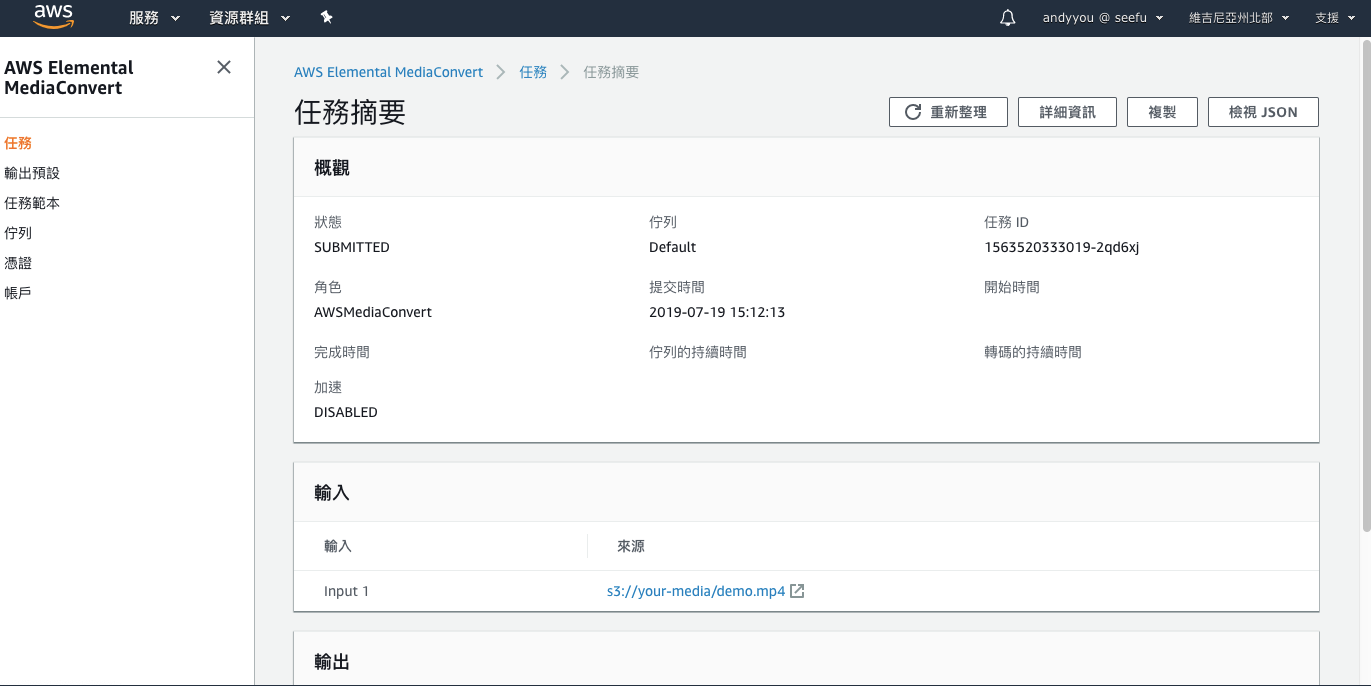 aws 服務 資源群組 andyyou @ seefu 維吉尼亞州北部 支援
AWS Elemental
MediaConvert
任務
輸出預設
任務範本
佇列
憑證
帳戶
AWS Elemental MediaConvert 任務 任務摘要
任務摘要 重新整理 詳細資訊 複製 檢視 JSON
概觀
狀態 佇列 任務 ID
SUBMITTED Default 1563520333019-2qd6xj
角色 提交時間 開始時間
AWSMediaConvert 2019-07-19 15:12:13
完成時間 佇列的持續時間 轉碼的持續時間
加速
DISABLED
輸入
輸入 來源
Input 1 s3://your-media/demo.mp4
輸出